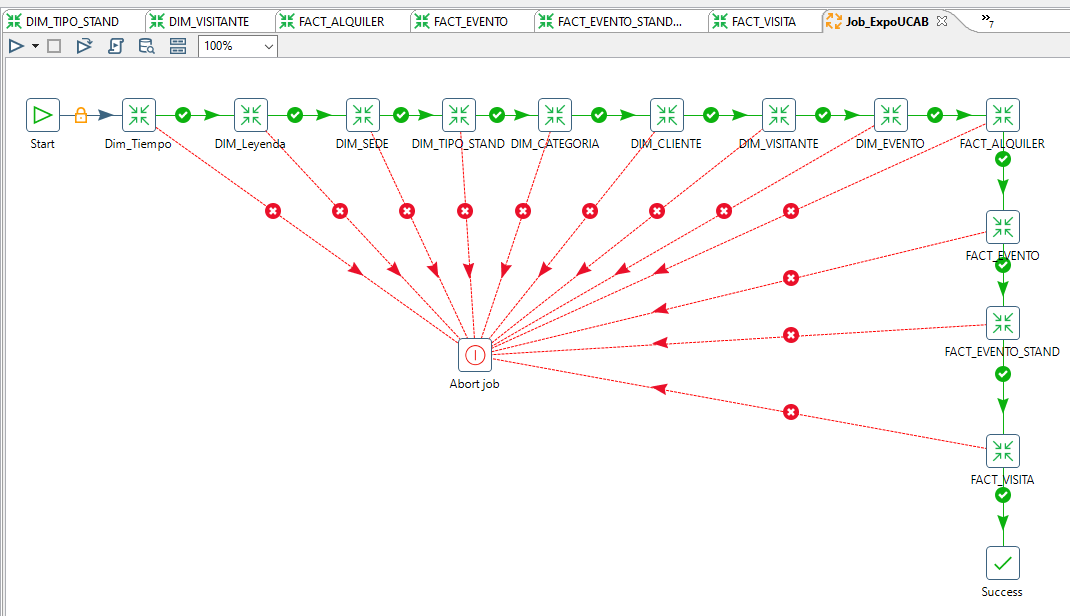 DIM_TIPO_STAND DIM_VISITANTE FACT_ALQUILER FACT_EVENTO FACT_EVENTO_STAND... FACT_VISITA Job_ExpoUCAB »7
100%
Start Dim_Tiempo DIM_Leyenda DIM_SEDE DIM_TIPO_STAND DIM_CATEGORIA DIM_CLIENTE DIM_VISITANTE DIM_EVENTO FACT_ALQUILER
FACT_EVENTO
FACT_EVENTO_STAND
Abort job
FACT_VISITA
Success